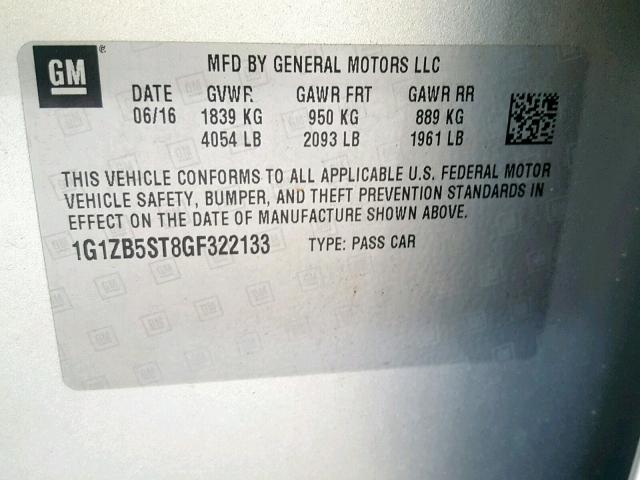 GM
MFD BY GENERAL MOTORS LLC
DATE GVWR GAWR FRT GAWR RR
06/16 1839 KG 950 KG 889 KG
4054 LB 2093 LB 1961 LB
THIS VEHICLE CONFORMS TO ALL APPLICABLE U.S. FEDERAL MOTOR
VEHICLE SAFETY, BUMPER, AND THEFT PREVENTION STANDARDS IN
EFFECT ON THE DATE OF MANUFACTURE SHOWN ABOVE.
1G1ZB5ST8GF322133 TYPE: PASS CAR